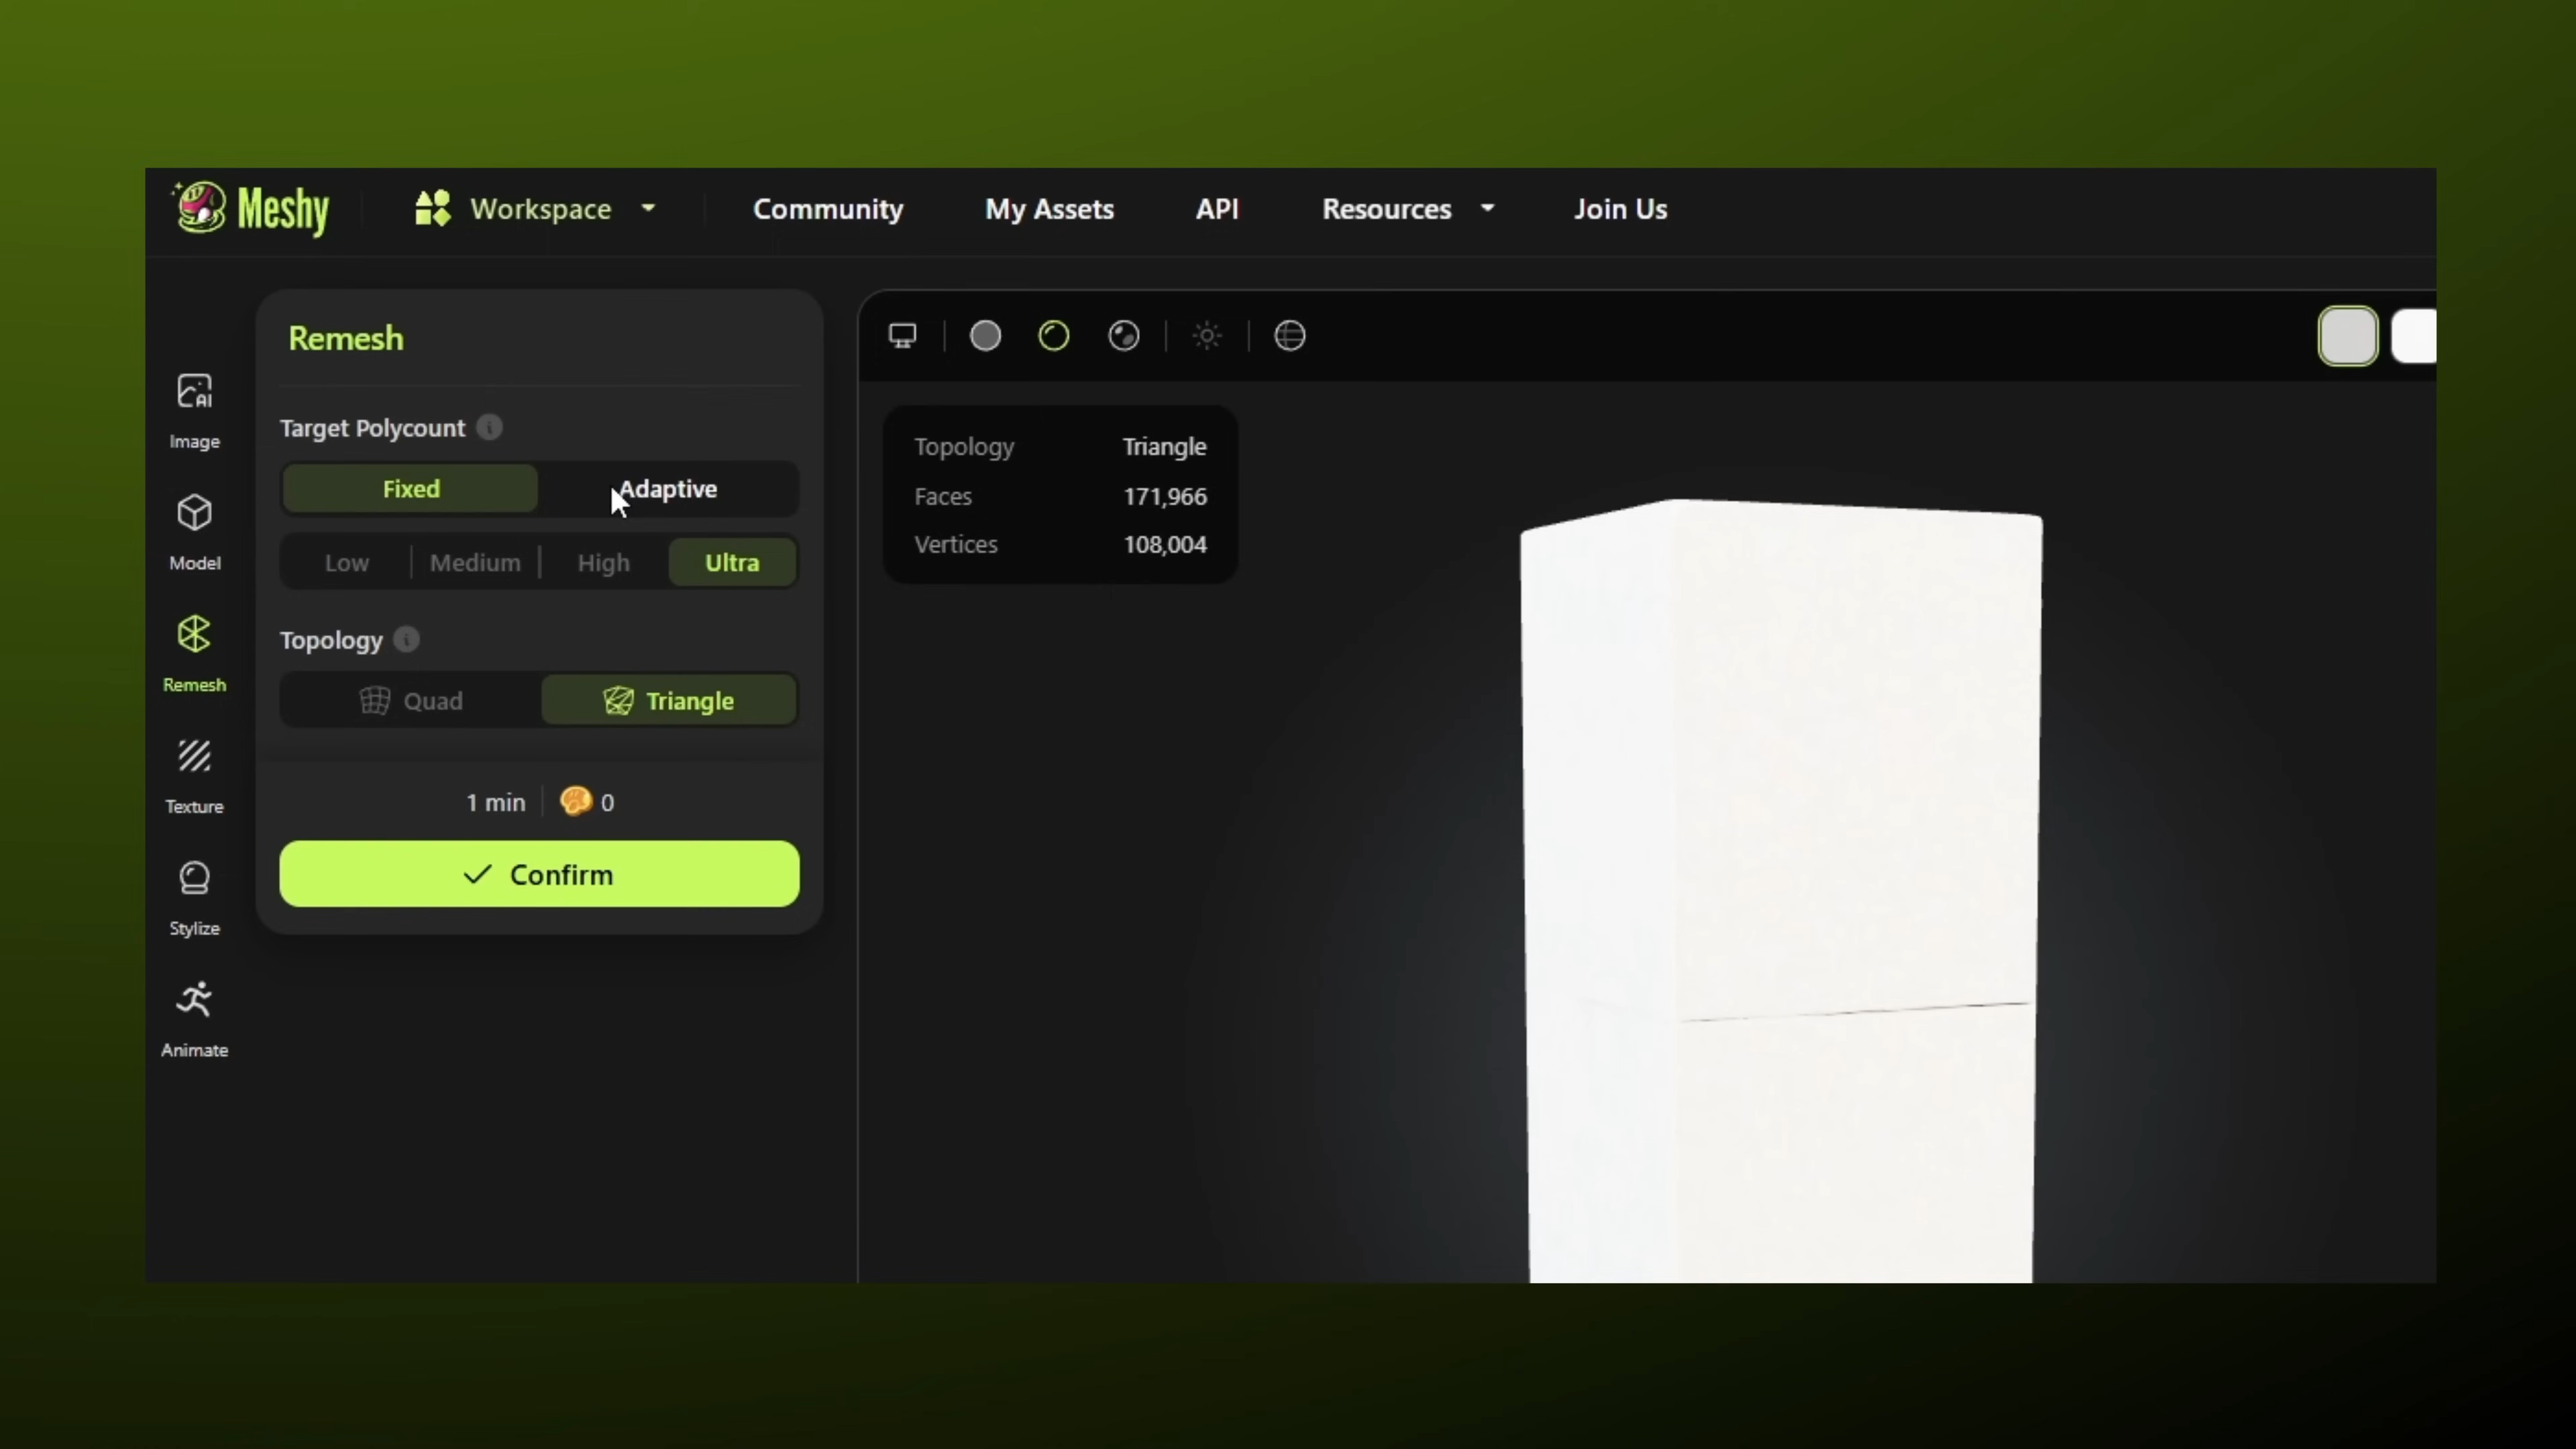 Meshy
Workspace
Community
My Assets
API
Resources
Join Us
Remesh
Target Polycount
Fixed
Adaptive
Low
Medium
High
Ultra
Topology
Quad
Triangle
1 min
0
Confirm
Image
Model
Remesh
Texture
Stylize
Animate
Topology Triangle
Faces 171,966
Vertices 108,004